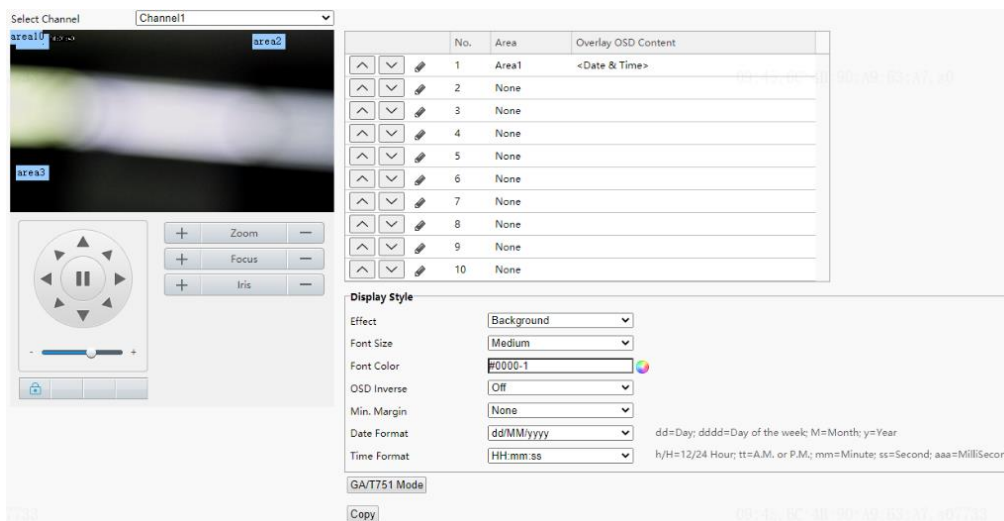 Select Channel Channel1
area10 area2
area3
No. Area Overlay OSD Content
1 Area1 <Date & Time>
2 None
3 None
4 None
5 None
6 None
7 None
8 None
9 None
10 None
+ Zoom −
+ Focus −
+ Iris −
- +
Display Style
Effect Background
Font Size Medium
Font Color #0000-1
OSD Inverse Off
Min. Margin None
Date Format dd/MM/yyyy dd=Day; dddd=Day of the week; M=Month; y=Year
Time Format HH:mm:ss h/H=12/24 Hour; tt=A.M. or P.M.; mm=Minute; ss=Second; aaa=MilliSecon
GA/T751 Mode
Copy